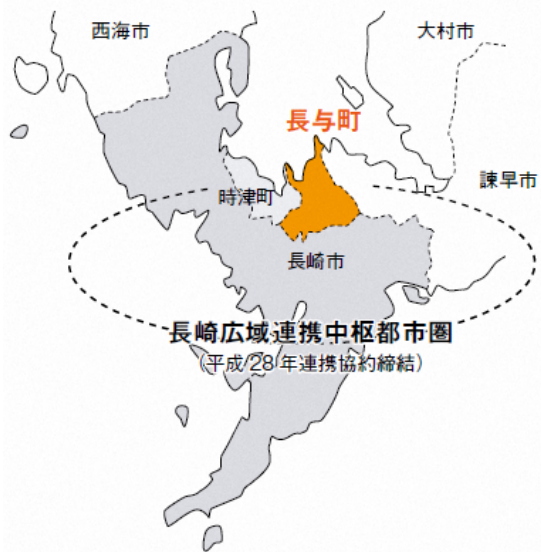 西海市
大村市
長与町
諫早市
時津町
長崎市
長崎広域連携中枢都市圏
(平成28年連携協約締結)